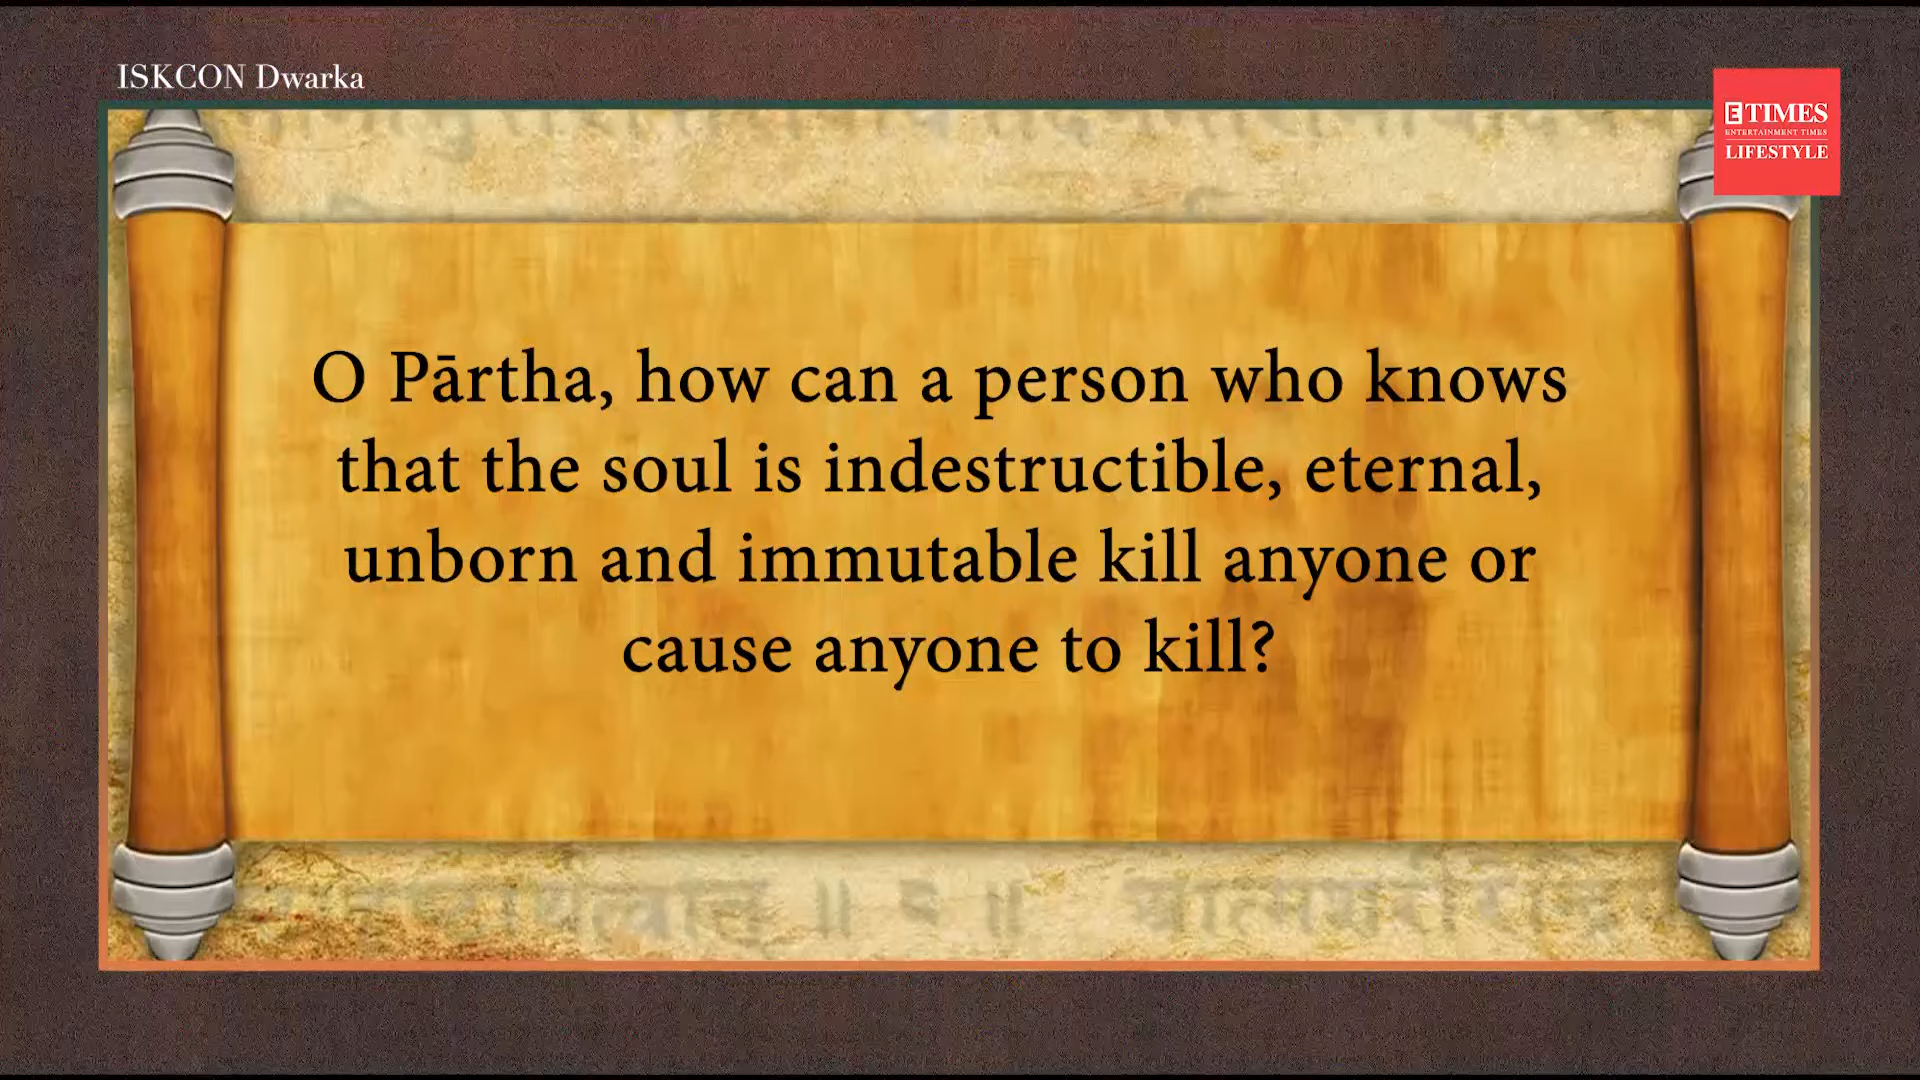 ISKCON Dwarka
ETIMES
ENTERTAINMENT TIMES
LIFESTYLE
O Pārtha, how can a person who knows
that the soul is indestructible, eternal,
unborn and immutable kill anyone or
cause anyone to kill?